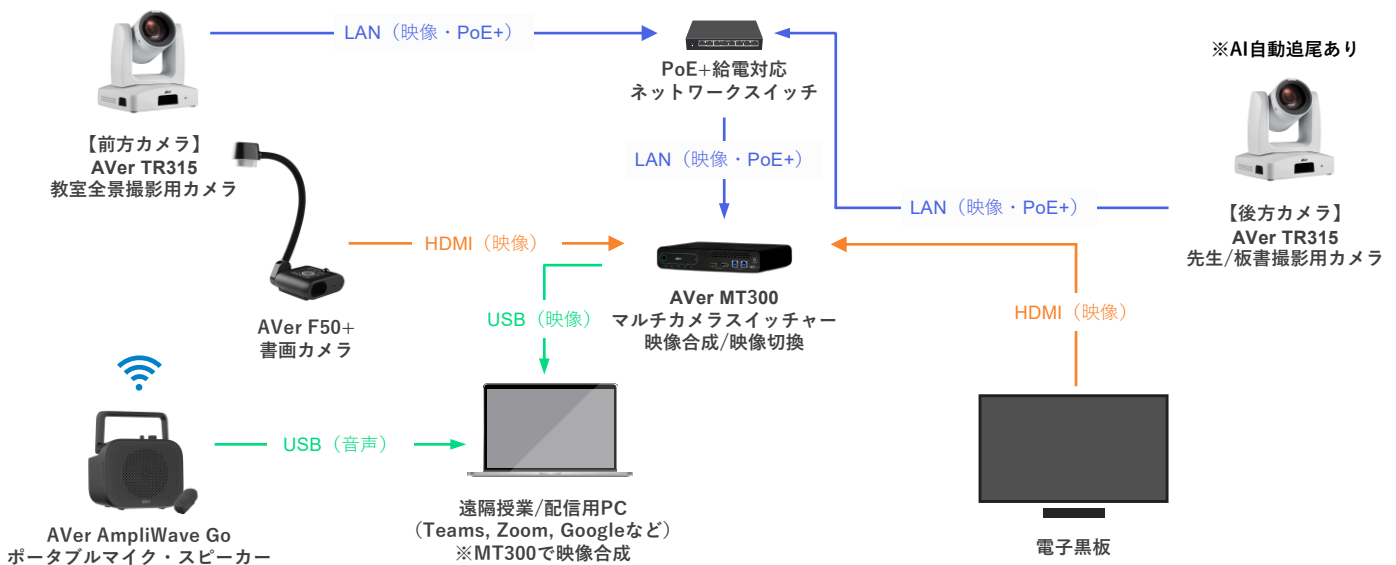 LAN（映像・PoE+）
PoE+給電対応
ネットワークスイッチ
※AI自動追尾あり
【前方カメラ】
AVer TR315
教室全景撮影用カメラ
LAN（映像・PoE+）
LAN（映像・PoE+）
【後方カメラ】
AVer TR315
先生/板書撮影用カメラ
HDMI（映像）
AVer MT300
マルチカメラスイッチャー
映像合成/映像切換
USB（映像）
HDMI（映像）
AVer F50+
書画カメラ
USB（音声）
遠隔授業/配信用PC
（Teams, Zoom, Googleなど）
※MT300で映像合成
AVer AmpliWave Go
ポータブルマイク・スピーカー
電子黒板